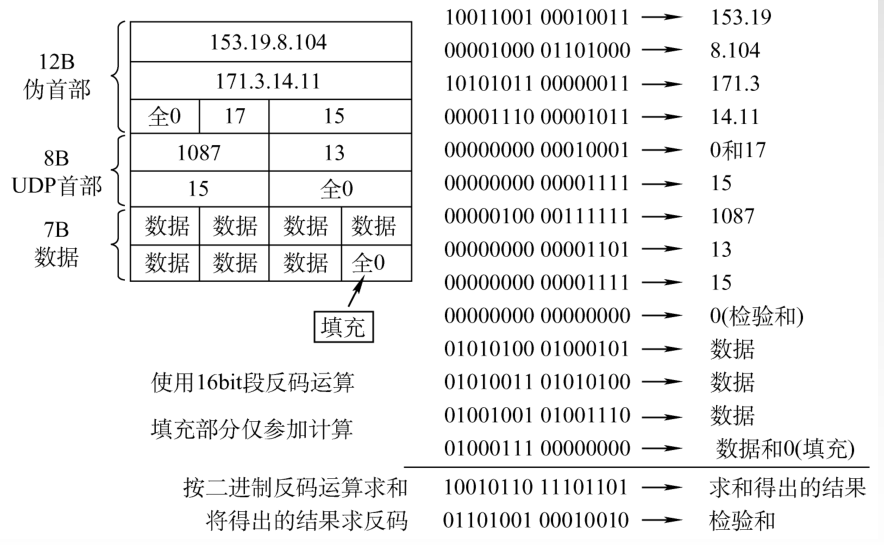 12B
伪首部
153.19.8.104
171.3.14.11
全0 17 15
8B
UDP首部
1087 13
15 全0
7B
数据
数据 数据 数据 数据
数据 数据 数据 全0
填充
使用16bit段反码运算
填充部分仅参加计算
10011001 00010011 → 153.19
00001000 01101000 → 8.104
10101011 00000011 → 171.3
00001110 00001011 → 14.11
00000000 00010001 → 0和17
00000000 00001111 → 15
00000100 00111111 → 1087
00000000 00001101 → 13
00000000 00001111 → 15
00000000 00000000 → 0(检验和)
01010100 01000101 → 数据
01010011 01010100 → 数据
01001001 01001110 → 数据
01000111 00000000 → 数据和0(填充)
按二进制反码运算求和 10010110 11101101 → 求和得出的结果
将得出的结果求反码 01101001 00010010 → 检验和